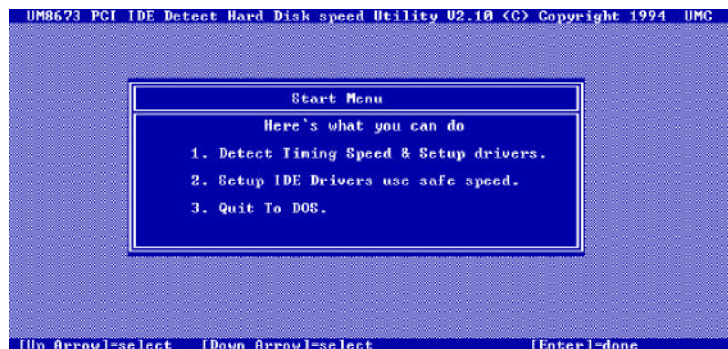 UM8673 PCI IDE Detect Hard Disk speed Utility V2.10 <C> Copyright 1994 UMC
Start Menu
Here's what you can do
1. Detect Timing Speed & Setup drivers.
2. Setup IDE Drivers use safe speed.
3. Quit To DOS.
[Up Arrow]=select [Down Arrow]=select [Enter]=done